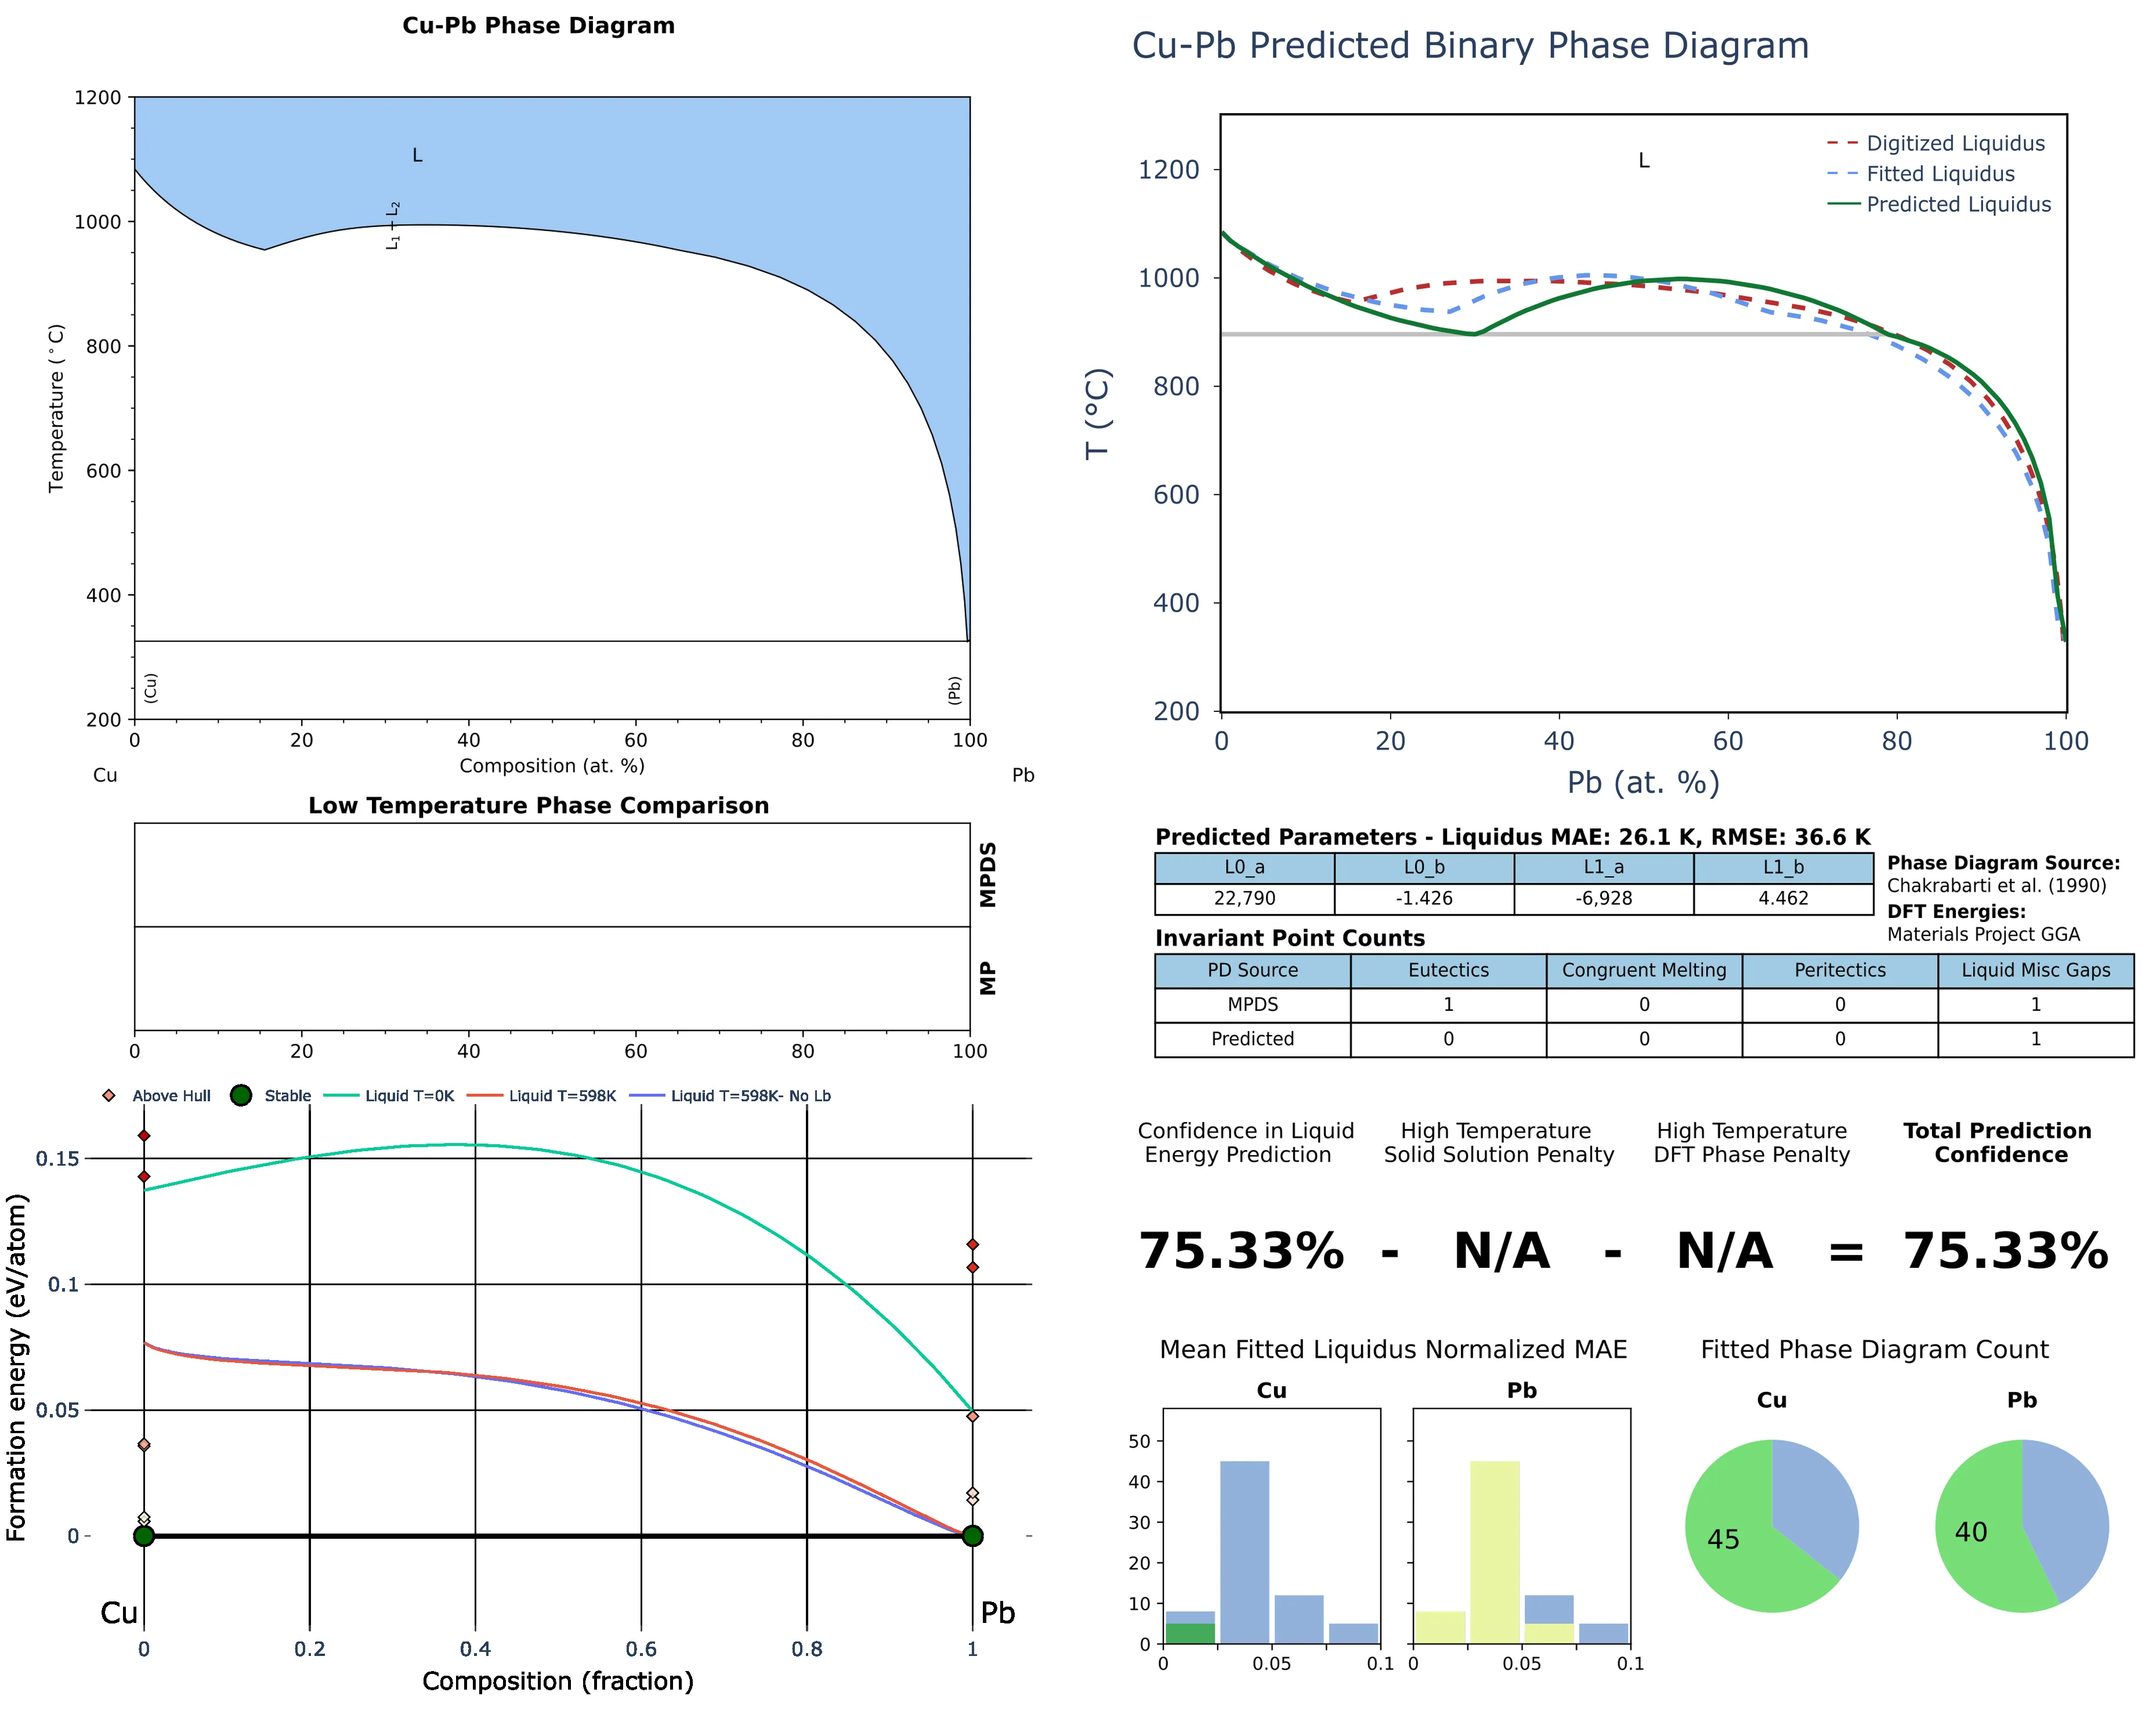 Cu-Pb Phase Diagram
1200
1000
800
600
400
200
Temperature (°C)
L
L1 + L2
(Cu)
(Pb)
0 20 40 60 80 100
Composition (at. %)
Cu Pb
Cu-Pb Predicted Binary Phase Diagram
Digitized Liquidus
Fitted Liquidus
Predicted Liquidus
L
1200
1000
800
600
400
200
T (°C)
0 20 40 60 80 100
Pb (at. %)
Low Temperature Phase Comparison
MPDS
MP
0 20 40 60 80 100
Predicted Parameters - Liquidus MAE: 26.1 K, RMSE: 36.6 K
L0_a L0_b L1_a L1_b
22,790 -1.426 -6,928 4.462
Phase Diagram Source:
Chakrabarti et al. (1990)
DFT Energies:
Materials Project GGA
Invariant Point Counts
PD Source Eutectics Congruent Melting Peritectics Liquid Misc Gaps
MPDS 1 0 0 1
Predicted 0 0 0 1
Above Hull Stable Liquid T=0K Liquid T=598K Liquid T=598K- No Lb
0.15
0.1
0.05
0
Formation energy (eV/atom)
Cu Pb
0 0.2 0.4 0.6 0.8 1
Composition (fraction)
Confidence in Liquid
Energy Prediction
High Temperature
Solid Solution Penalty
High Temperature
DFT Phase Penalty
Total Prediction
Confidence
75.33% - N/A - N/A = 75.33%
Mean Fitted Liquidus Normalized MAE
Cu Pb
50
40
30
20
10
0
0 0.05 0.1
0 0.05 0.1
Fitted Phase Diagram Count
Cu Pb
45 40